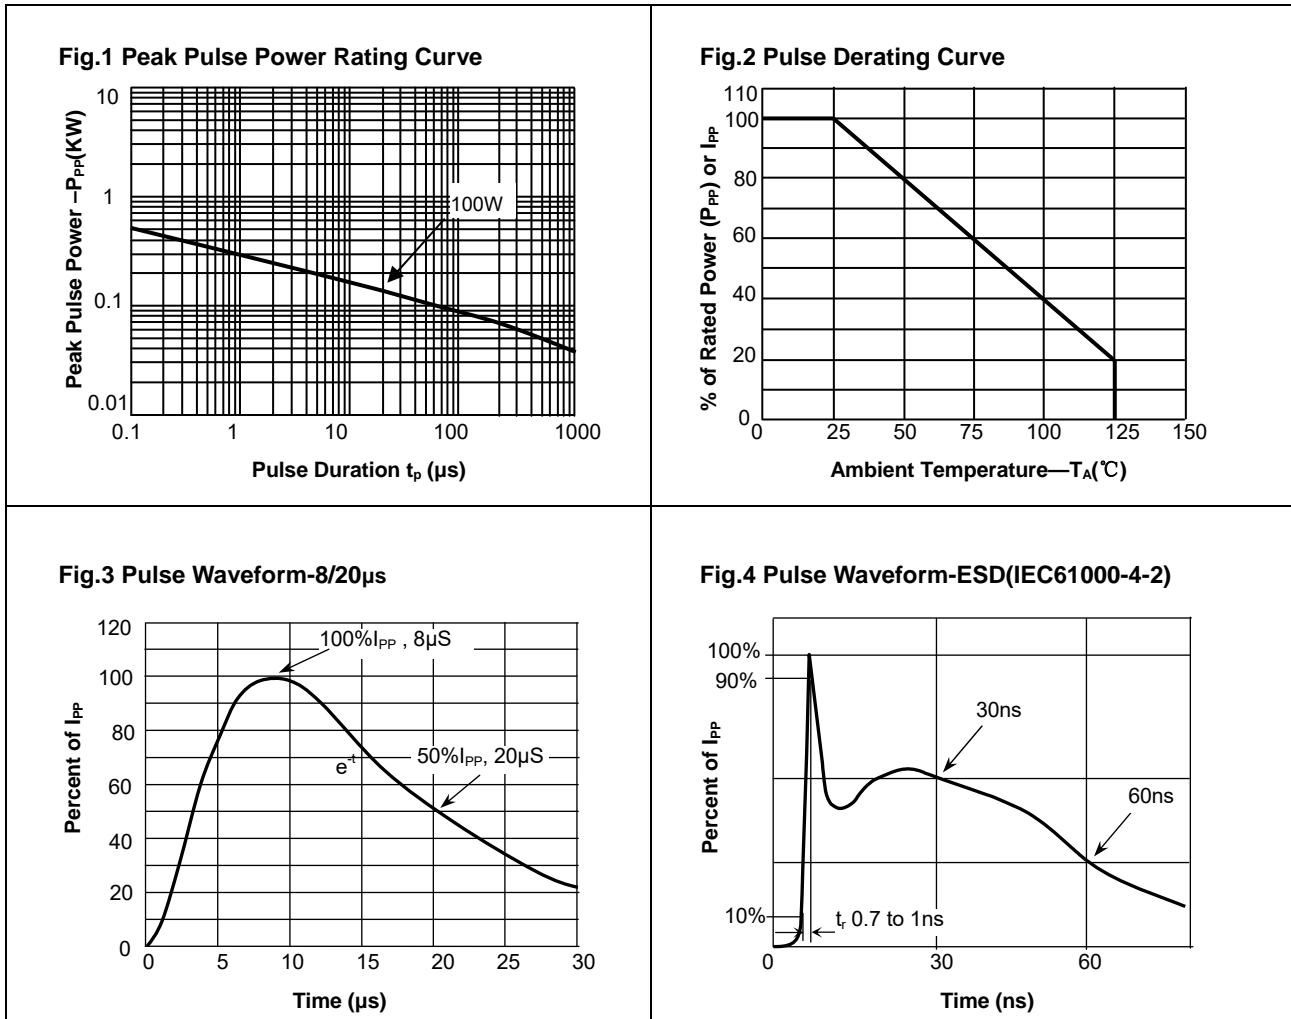 Fig.1 Peak Pulse Power Rating Curve
Peak Pulse Power –PPP(KW)
10
1
0.1
0.01
100W
0.1 1 10 100 1000
Pulse Duration tp (µs)
Fig.2 Pulse Derating Curve
% of Rated Power (PPP) or IPP
110
100
80
60
40
20
0
0 25 50 75 100 125 150
Ambient Temperature—TA(℃)
Fig.3 Pulse Waveform-8/20µs
Percent of IPP
120
100
80
60
40
20
0
100%IPP , 8µS
e-t
50%IPP, 20µS
0 5 10 15 20 25 30
Time (µs)
Fig.4 Pulse Waveform-ESD(IEC61000-4-2)
Percent of IPP
100%
90%
10%
30ns
60ns
tr 0.7 to 1ns
0 30 60
Time (ns)